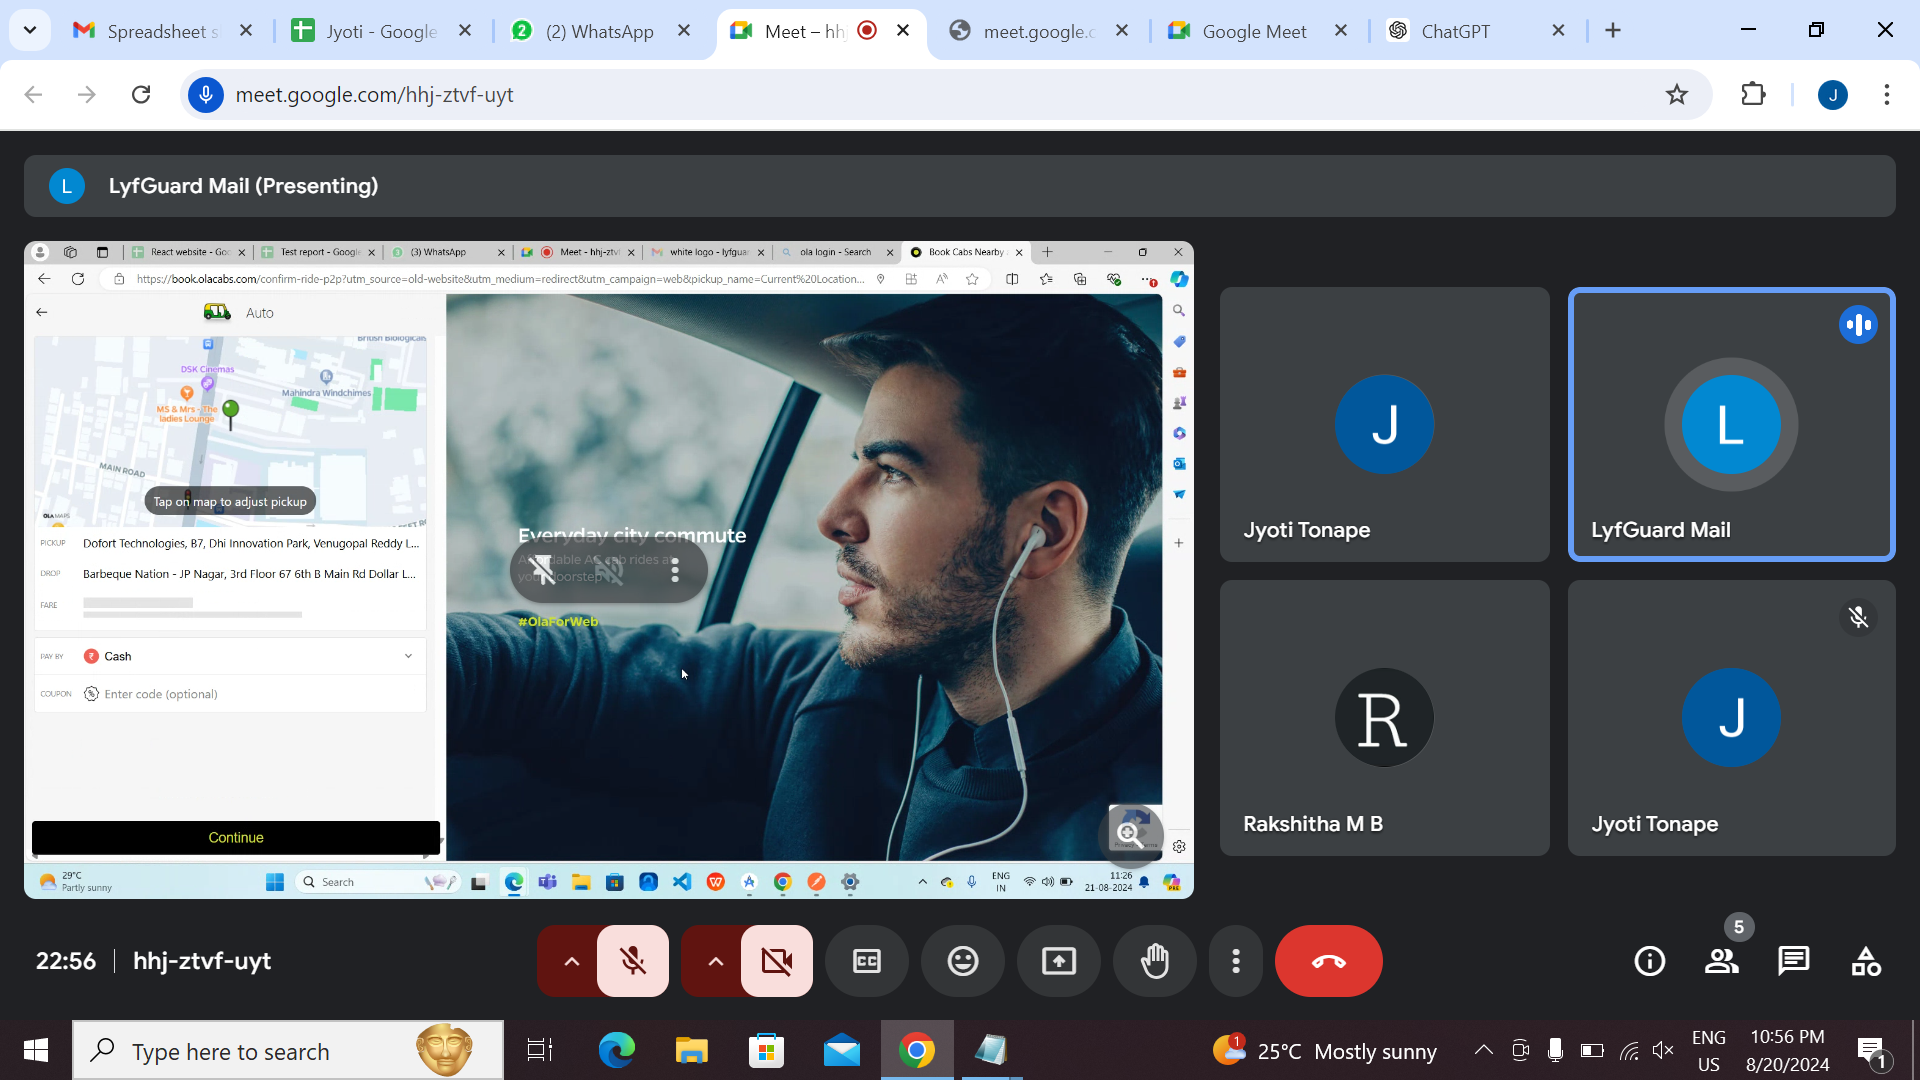 Spreadsheet s
Jyoti - Google
2
(2) WhatsApp
Meet – hhj
meet.google.c
Google Meet
ChatGPT
meet.google.com/hhj-ztvf-uyt
J
L
LyfGuard Mail (Presenting)
React website - Goo
Test report - Google
(3) WhatsApp
Meet - hhj-ztvf
white logo - lyfguar
ola login - Search
Book Cabs Nearby
https://book.olacabs.com/confirm-ride-p2p?utm_source=old-website&utm_medium=redirect&utm_campaign=web&pickup_name=Current%20Location...
Auto
British Biologicals
DSK Cinemas
Mahindra Windchimes
MS & Mrs - The
ladies Lounge
MAIN ROAD
Tap on map to adjust pickup
OLA MAPS
PICKUP
Dofort Technologies, B7, Dhi Innovation Park, Venugopal Reddy L...
DROP
Barbeque Nation - JP Nagar, 3rd Floor 67 6th B Main Rd Dollar L...
FARE
PAY BY
Cash
COUPON
Enter code (optional)
Continue
Everyday city commute
Affordable AC cab rides at
your doorstep
#OlaForWeb
29°C
Partly sunny
Search
ENG
IN
11:26
21-08-2024
J
Jyoti Tonape
L
LyfGuard Mail
R
Rakshitha M B
J
Jyoti Tonape
22:56
hhj-ztvf-uyt
5
Type here to search
1
25°C Mostly sunny
ENG
US
10:56 PM
8/20/2024
1